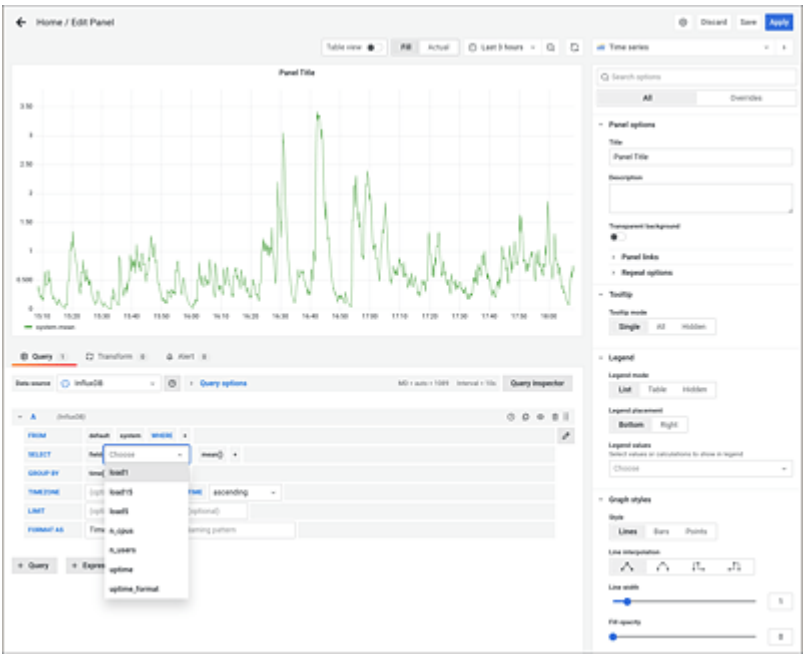 Home / Edit Panel
Discard Save Apply
Table view Fill Actual Last 3 hours Time series
Panel Title
Search options
All Overrides
Panel options
Title
Panel Title
Description
Transparent background
Panel links
Repeat options
Tooltip
Tooltip mode
Single All Hidden
Legend
Legend mode
List Table Hidden
Legend placement
Bottom Right
Legend values
Select values or calculations to show in legend
Choose
Graph styles
Style
Lines Bars Points
Line interpolation
Line width
1
Fill opacity
0
3.50
3
2.50
2
1.50
1
0.500
0
15:10 15:20 15:30 15:40 15:50 16:00 16:10 16:20 16:30 16:40 16:50 17:00 17:10 17:20 17:30 17:40 17:50 18:00
system.mean
Query 1 Transform 0 Alert 0
Data source InfluxDB Query options MD = auto = 1089 Interval = 10s Query inspector
A (InfluxDB)
FROM default system WHERE +
SELECT field( Choose mean() +
GROUP BY
TIMEZONE ascending
LIMIT
FORMAT AS naming pattern
load1
load15
load5
n_cpus
n_users
uptime
uptime_format
+ Query